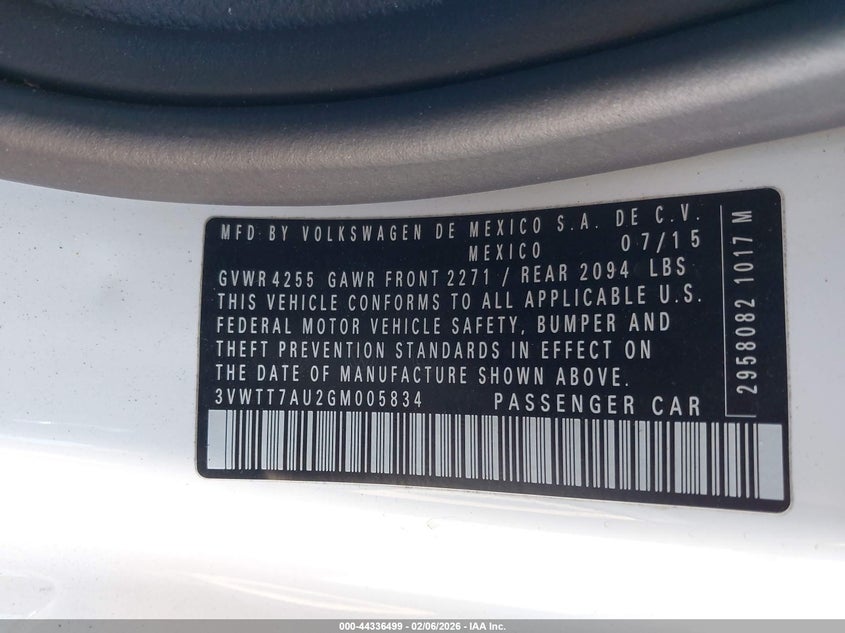 MFD BY VOLKSWAGEN DE MEXICO S.A. DE C.V.
MEXICO 07/15
GVWR 4255 GAWR FRONT 2271 / REAR 2094 LBS
THIS VEHICLE CONFORMS TO ALL APPLICABLE U.S.
FEDERAL MOTOR VEHICLE SAFETY, BUMPER AND
THEFT PREVENTION STANDARDS IN EFFECT ON
THE DATE OF MANUFACTURE SHOWN ABOVE.
3VWTT7AU2GM005834 PASSENGER CAR
2958082 1017 M
000-44336499 - 02/06/2026 - IAA Inc.